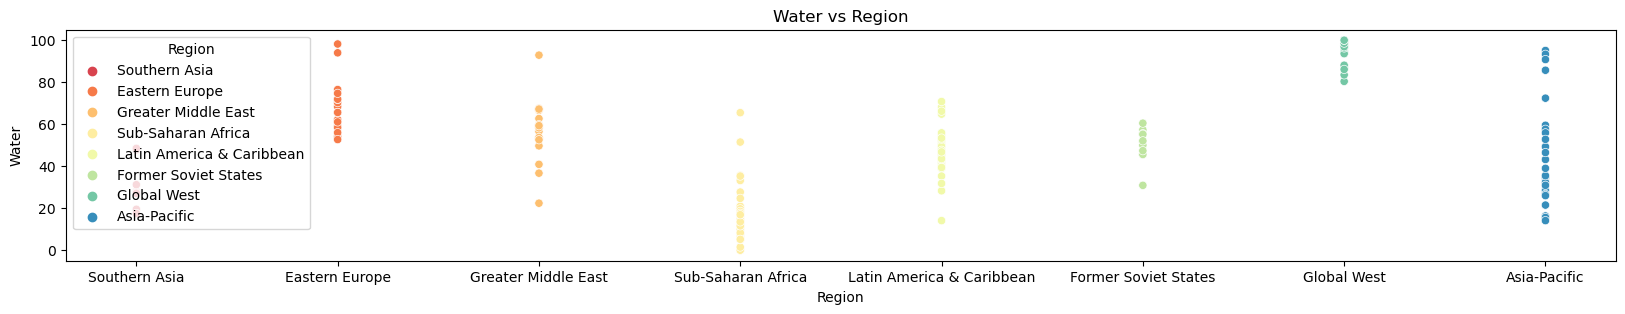 Water vs Region
Water
100
80
60
40
20
0
Region
Southern Asia
Eastern Europe
Greater Middle East
Sub-Saharan Africa
Latin America & Caribbean
Former Soviet States
Global West
Asia-Pacific
Southern Asia Eastern Europe Greater Middle East Sub-Saharan Africa Latin America & Caribbean Former Soviet States Global West Asia-Pacific
Region